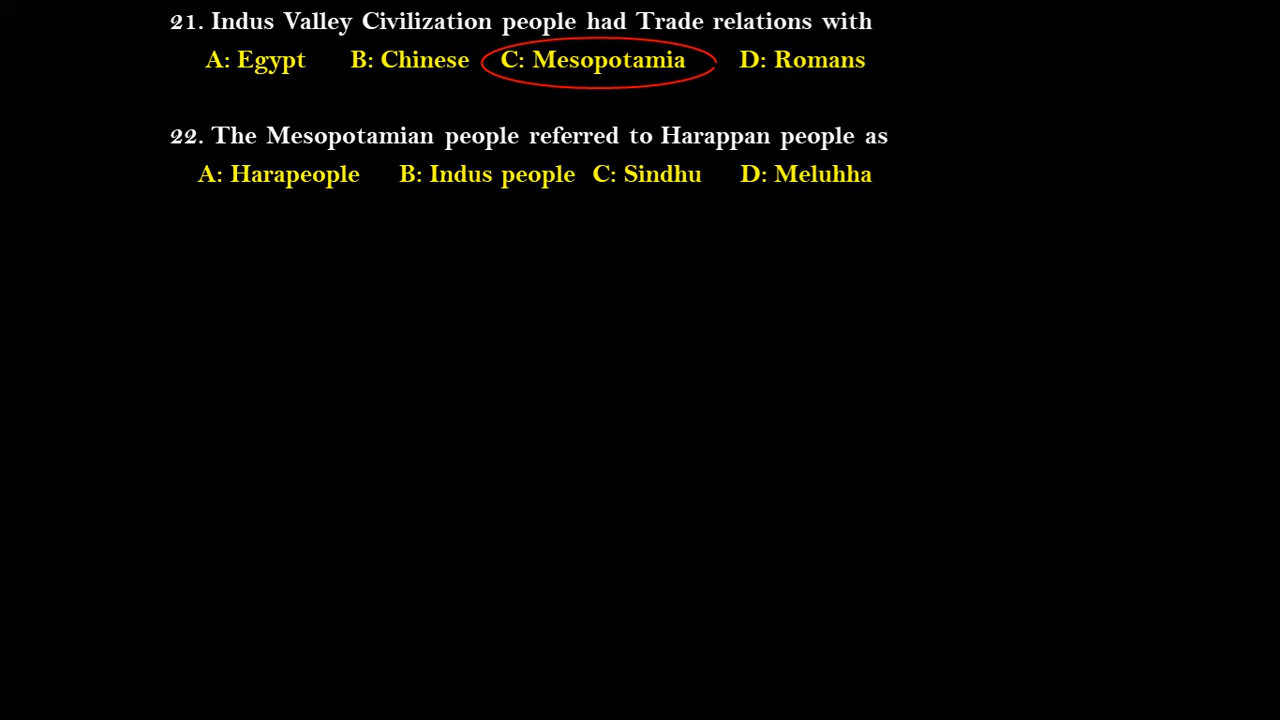 21. Indus Valley Civilization people had Trade relations with
A: Egypt B: Chinese C: Mesopotamia D: Romans
22. The Mesopotamian people referred to Harappan people as
A: Harapeople B: Indus people C: Sindhu D: Meluhha